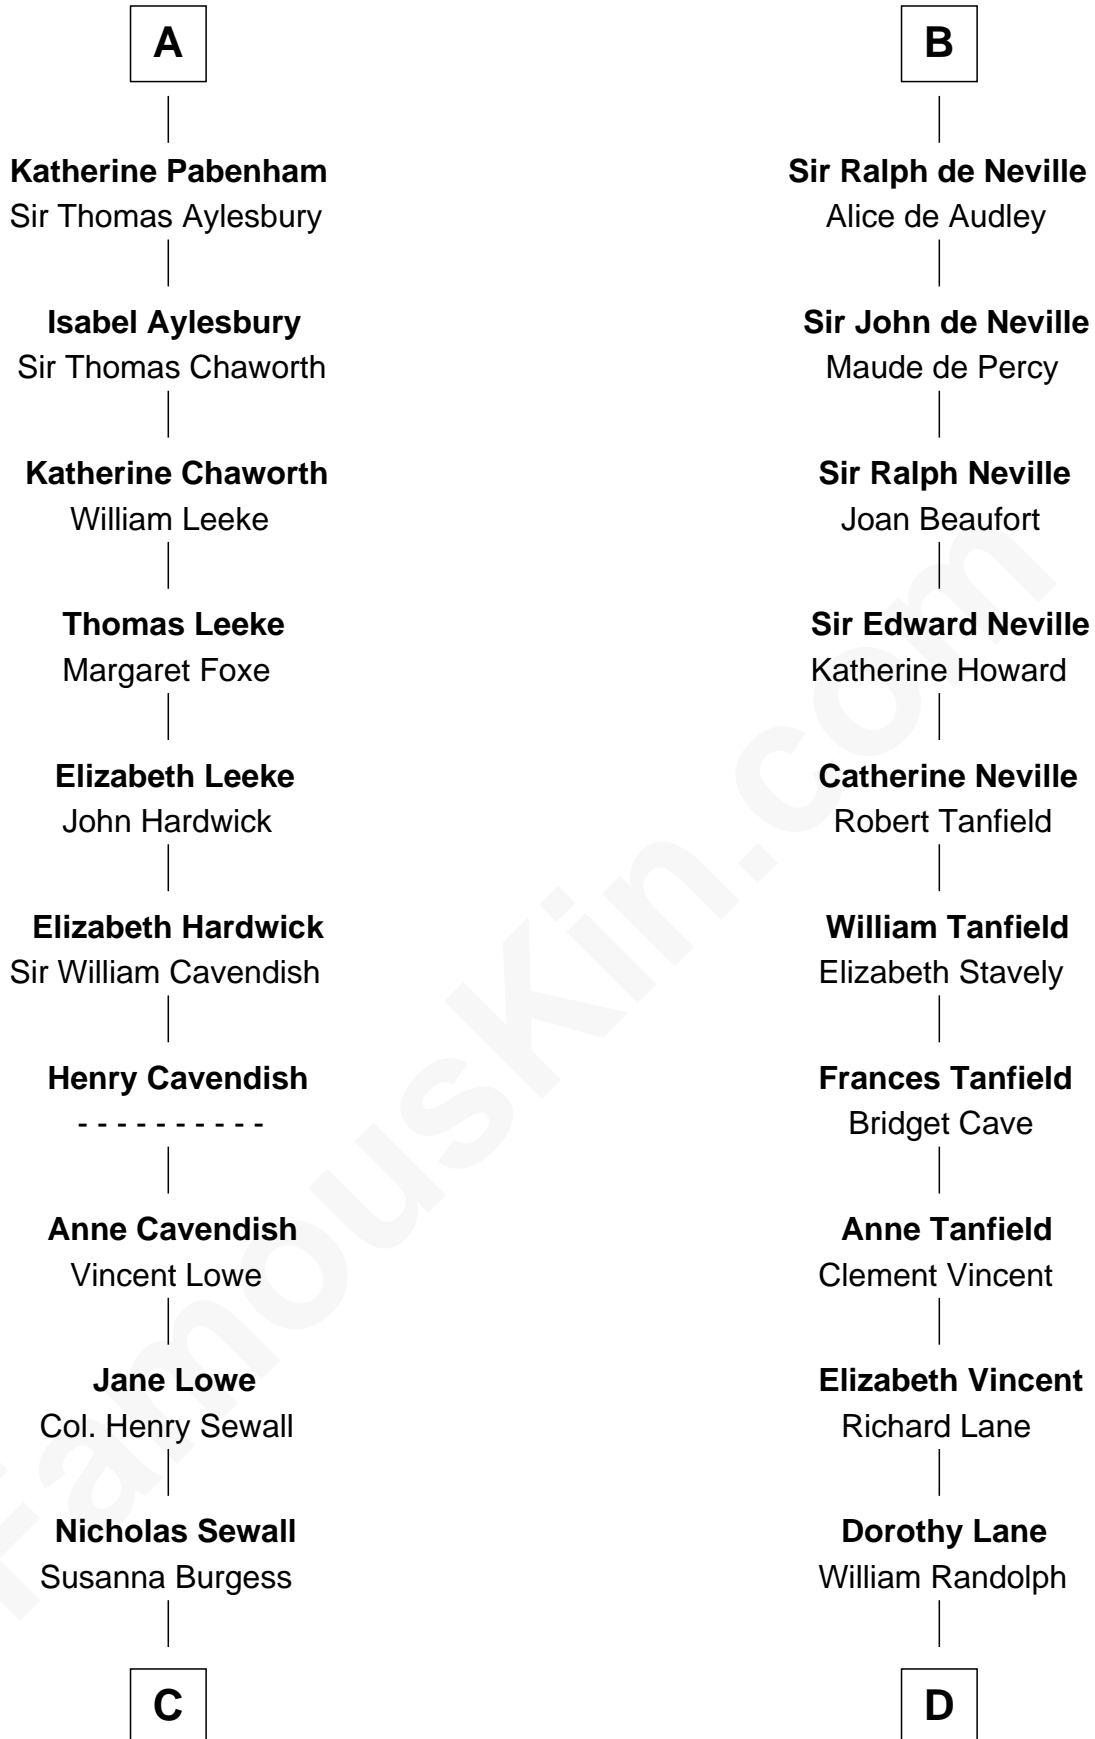 A
Katherine Pabenham
Sir Thomas Aylesbury
Isabel Aylesbury
Sir Thomas Chaworth
Katherine Chaworth
William Leeke
Thomas Leeke
Margaret Foxe
Elizabeth Leeke
John Hardwick
Elizabeth Hardwick
Sir William Cavendish
Henry Cavendish
- - - - - - - - - -
Anne Cavendish
Vincent Lowe
Jane Lowe
Col. Henry Sewall
Nicholas Sewall
Susanna Burgess
C
B
Sir Ralph de Neville
Alice de Audley
Sir John de Neville
Maude de Percy
Sir Ralph Neville
Joan Beaufort
Sir Edward Neville
Katherine Howard
Catherine Neville
Robert Tanfield
William Tanfield
Elizabeth Stavely
Frances Tanfield
Bridget Cave
Anne Tanfield
Clement Vincent
Elizabeth Vincent
Richard Lane
Dorothy Lane
William Randolph
D
FamousKin.com